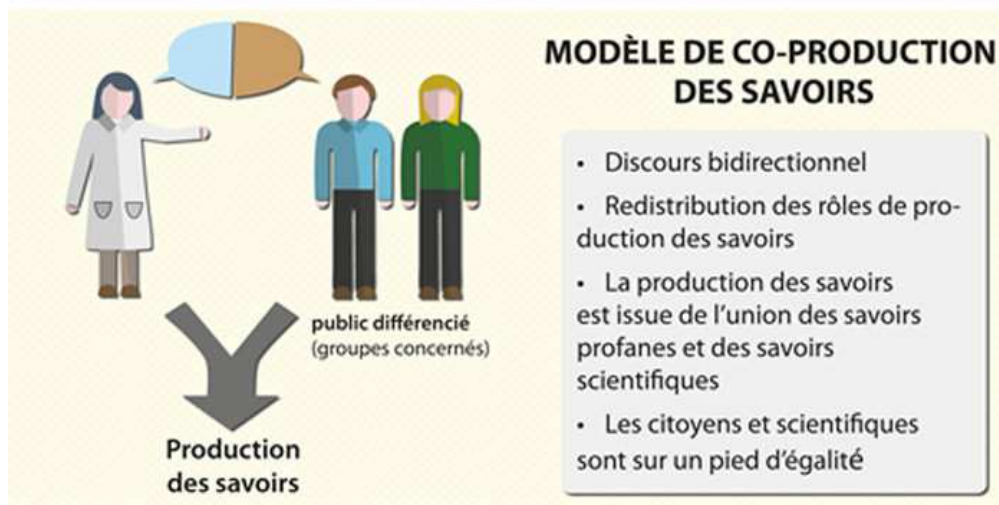 MODÈLE DE CO-PRODUCTION
DES SAVOIRS
• Discours bidirectionnel
• Redistribution des rôles de pro-
duction des savoirs
• La production des savoirs
est issue de l'union des savoirs
profanes et des savoirs
scientifiques
• Les citoyens et scientifiques
sont sur un pied d'égalité
public différencié
(groupes concernés)
Production
des savoirs